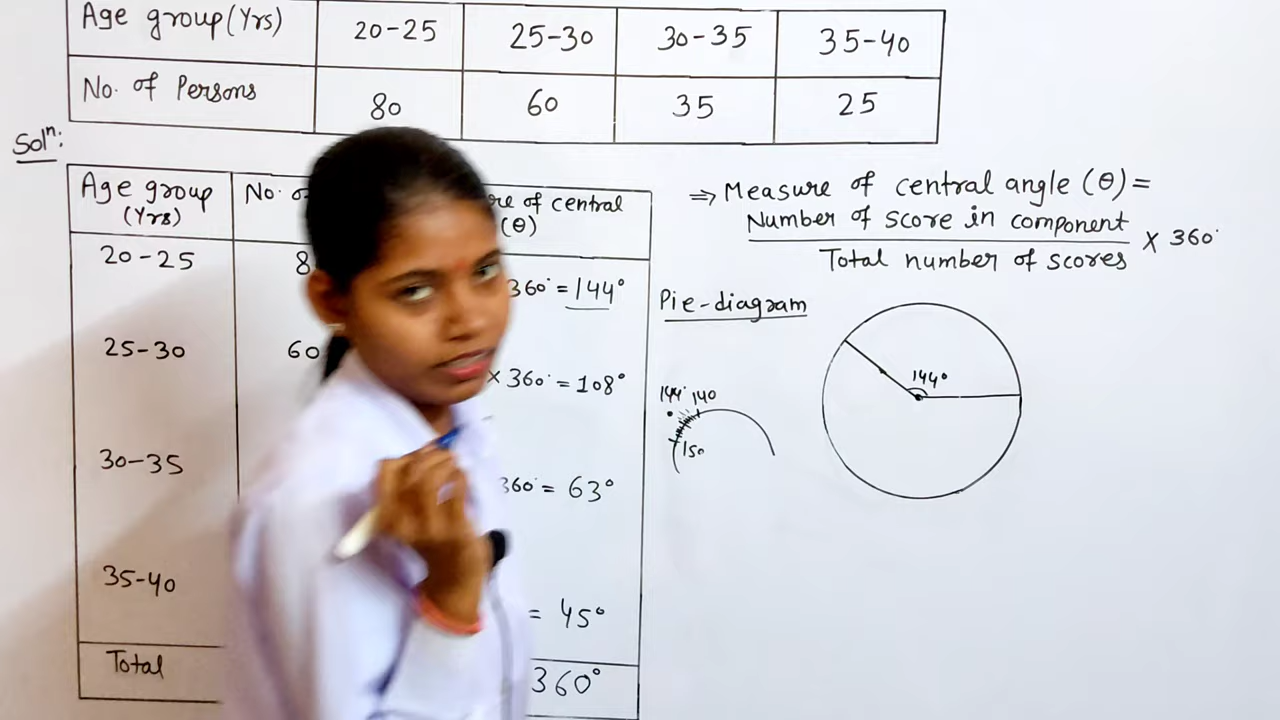 Age group (Yrs) 20-25 25-30 30-35 35-40
No. of Persons 80 60 35 25
Solⁿ:
Age group No. of central
(Yrs) (θ)
20-25 8 360° = 144°
25-30 60 × 360° = 108°
30-35 360° = 63°
35-40 = 45°
Total 360°
⇒ Measure of central angle (θ) =
Number of score in component
× 360°
Total number of scores
Pie-diagram
144°
144° 140
150